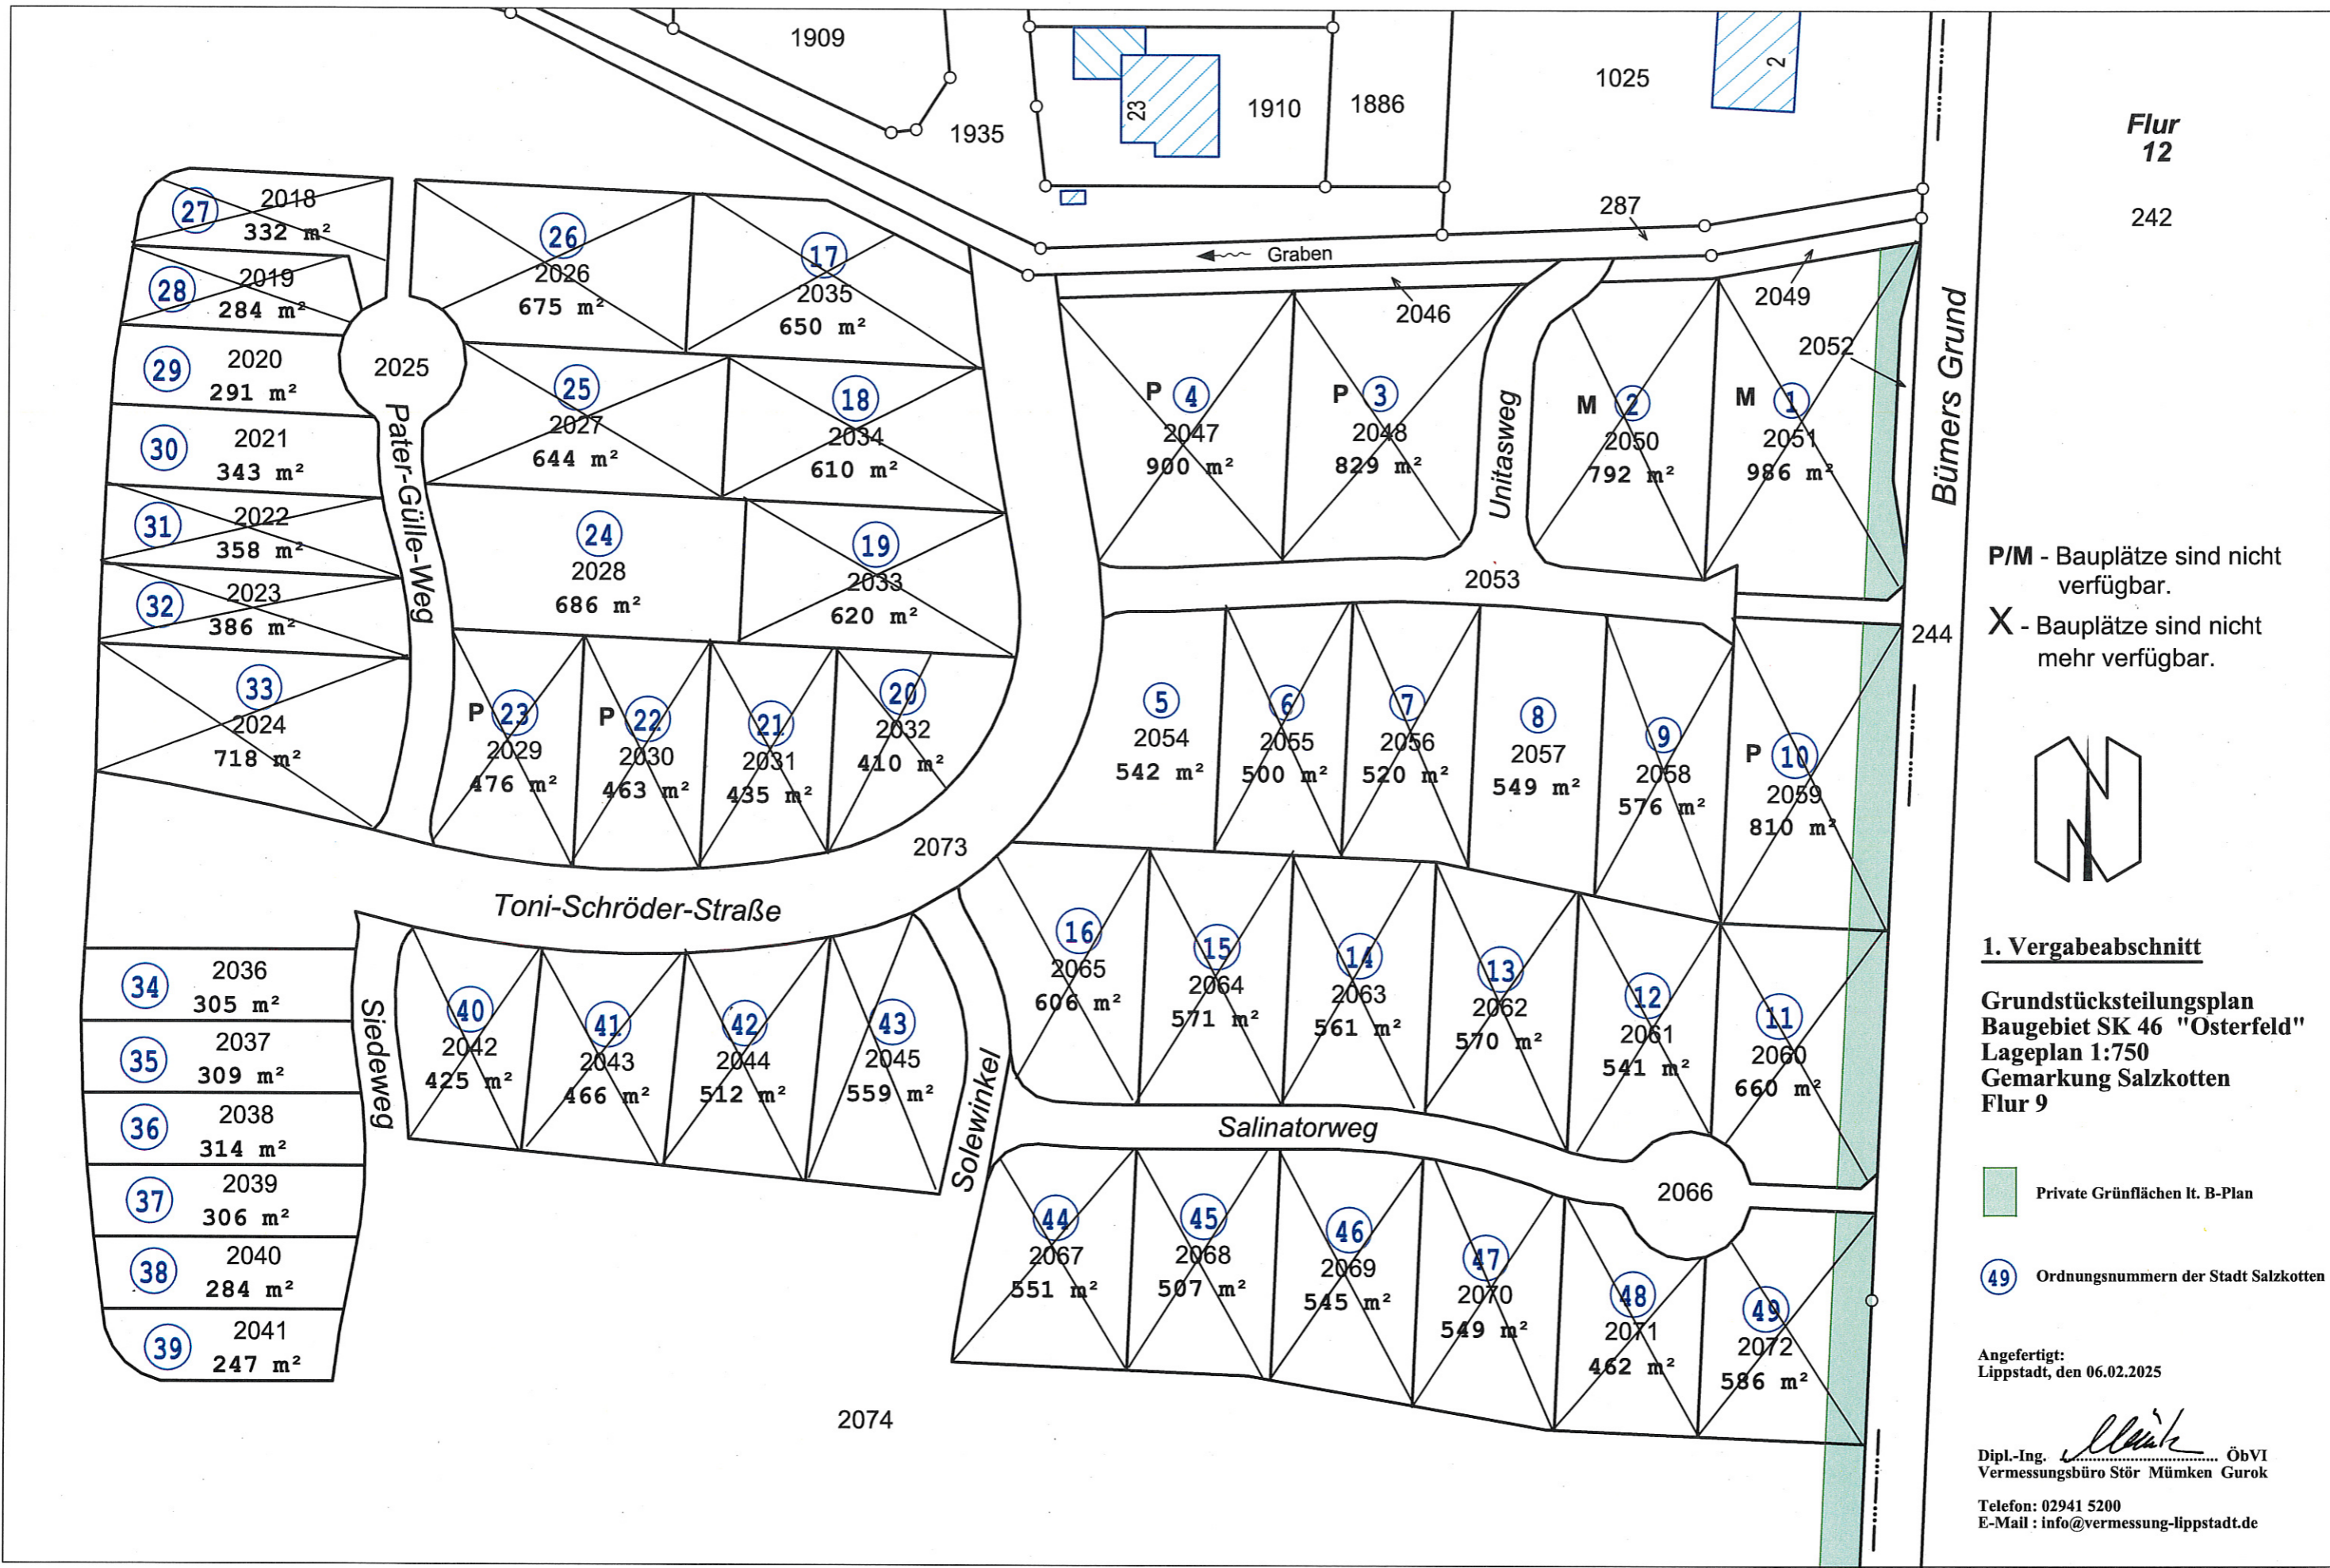 1909
1935
23
1910
1886
1025
2
Flur
12
242
287
Graben
2046
2049
2052
Bümers Grund
244
27
2018
332 m²
28
2019
284 m²
29
2020
291 m²
30
2021
343 m²
31
2022
358 m²
32
2023
386 m²
33
2024
718 m²
2025
Pater-Gülle-Weg
26
2026
675 m²
17
2035
650 m²
25
2027
644 m²
18
2034
610 m²
24
2028
686 m²
19
2033
620 m²
P 23
2029
476 m²
P 22
2030
463 m²
21
2031
435 m²
20
2032
410 m²
P 4
2047
900 m²
P 3
2048
829 m²
Unitasweg
M 2
2050
792 m²
M 1
2051
986 m²
2053
5
2054
542 m²
6
2055
500 m²
7
2056
520 m²
8
2057
549 m²
9
2058
576 m²
P 10
2059
810 m²
2073
Toni-Schröder-Straße
16
2065
606 m²
15
2064
571 m²
14
2063
561 m²
13
2062
570 m²
12
2061
541 m²
11
2060
660 m²
34
2036
305 m²
35
2037
309 m²
36
2038
314 m²
37
2039
306 m²
38
2040
284 m²
39
2041
247 m²
Siedeweg
40
2042
425 m²
41
2043
466 m²
42
2044
512 m²
43
2045
559 m²
Solewinkel
Salinatorweg
2066
44
2067
551 m²
45
2068
507 m²
46
2069
545 m²
47
2070
549 m²
48
2071
462 m²
49
2072
586 m²
2074
P/M - Bauplätze sind nicht
verfügbar.
X - Bauplätze sind nicht
mehr verfügbar.
N
1. Vergabeabschnitt
Grundstücksteilungsplan
Baugebiet SK 46 "Osterfeld"
Lageplan 1:750
Gemarkung Salzkotten
Flur 9
Private Grünflächen lt. B-Plan
49 Ordnungsnummern der Stadt Salzkotten
Angefertigt:
Lippstadt, den 06.02.2025
Dipl.-Ing. ÖbVI
Vermessungsbüro Stör Mümken Gurok
Telefon: 02941 5200
E-Mail : info@vermessung-lippstadt.de